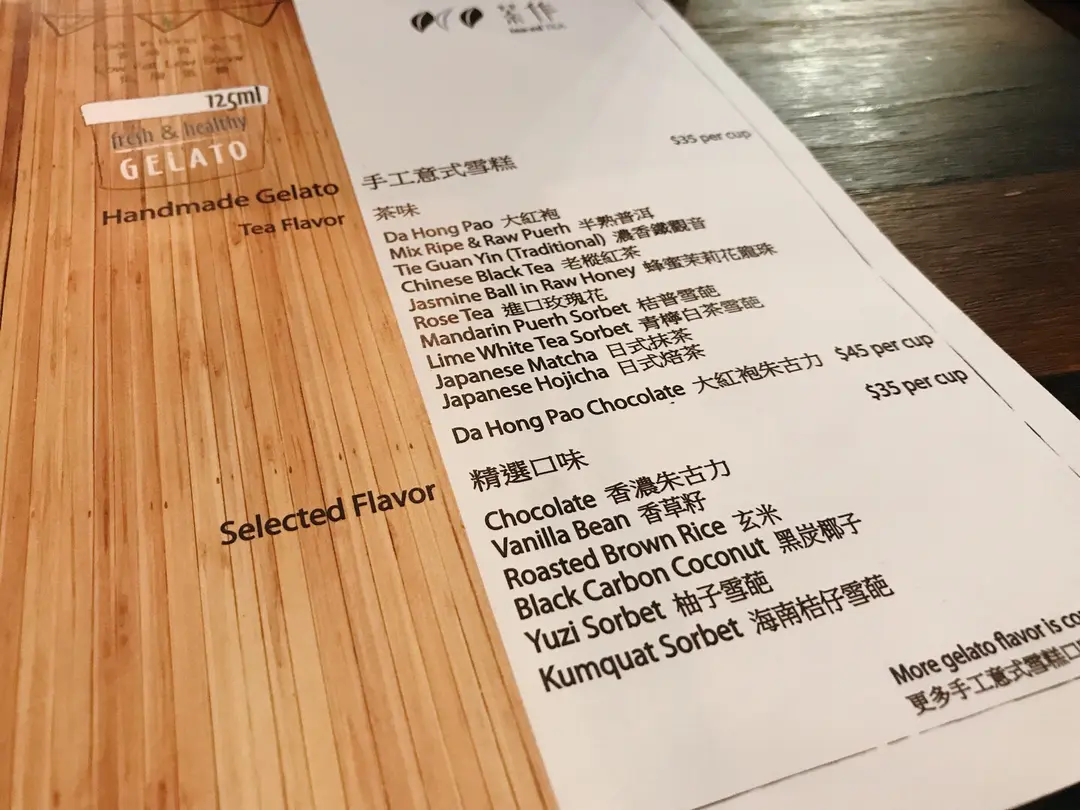 茶作
TEA
125ml
fresh & healthy
GELATO
$35 per cup
Handmade Gelato 手工意式雪糕
Tea Flavor 茶味
Da Hong Pao 大紅袍
Mix Ripe & Raw Puerh 半熟普洱
Tie Guan Yin (Traditional) 濃香鐵觀音
Chinese Black Tea 老樅紅茶
Jasmine Ball in Raw Honey 蜂蜜茉莉花龍珠
Rose Tea 進口玫瑰花
Mandarin Puerh Sorbet 桔普雪葩
Lime White Tea Sorbet 青檸白茶雪葩
Japanese Matcha 日式抹茶
Japanese Hojicha 日式焙茶
Da Hong Pao Chocolate 大紅袍朱古力 $45 per cup
$35 per cup
Selected Flavor 精選口味
Chocolate 香濃朱古力
Vanilla Bean 香草籽
Roasted Brown Rice 玄米
Black Carbon Coconut 黑炭椰子
Yuzi Sorbet 柚子雪葩
Kumquat Sorbet 海南桔仔雪葩
More gelato flavor is
更多手工意式雪糕口